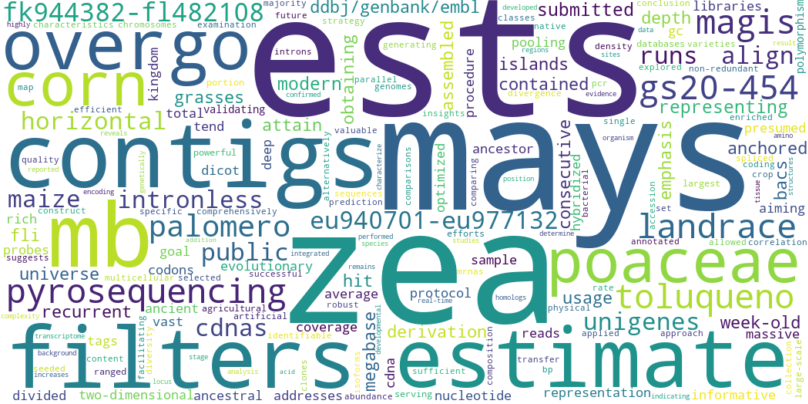 fk944382-fl482108
ddbj/genbank/embl
submitted
libraries
polymorphism
highly
characteristics
chromosomes
examination
future
strategy
developed
classes
native
regions
conclusion
depth
gc
magis
data
databases
varieties
map
result
overgo
ests
kingdom
introns
modern
obtaining
generating
parallel
genomes
confirmed
assembled
procedure
pooling
islands
contained
pcr
divergence
evidence
sites
density
explored
non-redundant
runs
align
corn
grasses
gs20-454
efficient
portion
total
validating
insights
representing
enriched
horizontal
tend
attain
valuable
single
emphasis
presumed
amino
reveals
powerful
deep
alternatively
comparisons
characterize
optimized
ancestor
comparing
consecutive
hybridized
organism
bacterial
spliced
coding
crop
bacs
anchored
tissue
structures
quality
reported
dicot
genetically
sequences
prediction
contigs
mays
position
largest
accession
aiming
encoding
maize
intronless
construct
specific
comprehensively
eu940701-eu977132
efforts
performed
species
studies
determine
annotated
allowed
correlation
landrace
rich
fli
probes
mb
palomero
goal
public
addition
integrated
remains
mrnas
sample
zea
suggests
codons
universe
evolutionary
multicellular
selected
successful
hit
real-time
homologs
physical
rate
poaceae
pyrosequencing
agricultural
artificial
average
robust
protocol
usage
toluqueno
complexity
recurrent
ancient
vast
cdnas
identifiable
coverage
derivation
unigenes
week-old
massive
filters
estimate
transcriptome
tags
facilitating
diversity
content
megabase
developmental
cdna
reads
composition
applied
approach
background
seeded
stage
analysis
clones
isoforms
transfer
bp
collection
large-scale
increases
ranged
locus
acid
sufficient
divided
two-dimensional
ancestral
addresses
abundance
serving
nucleotide
representation
indicating
informative